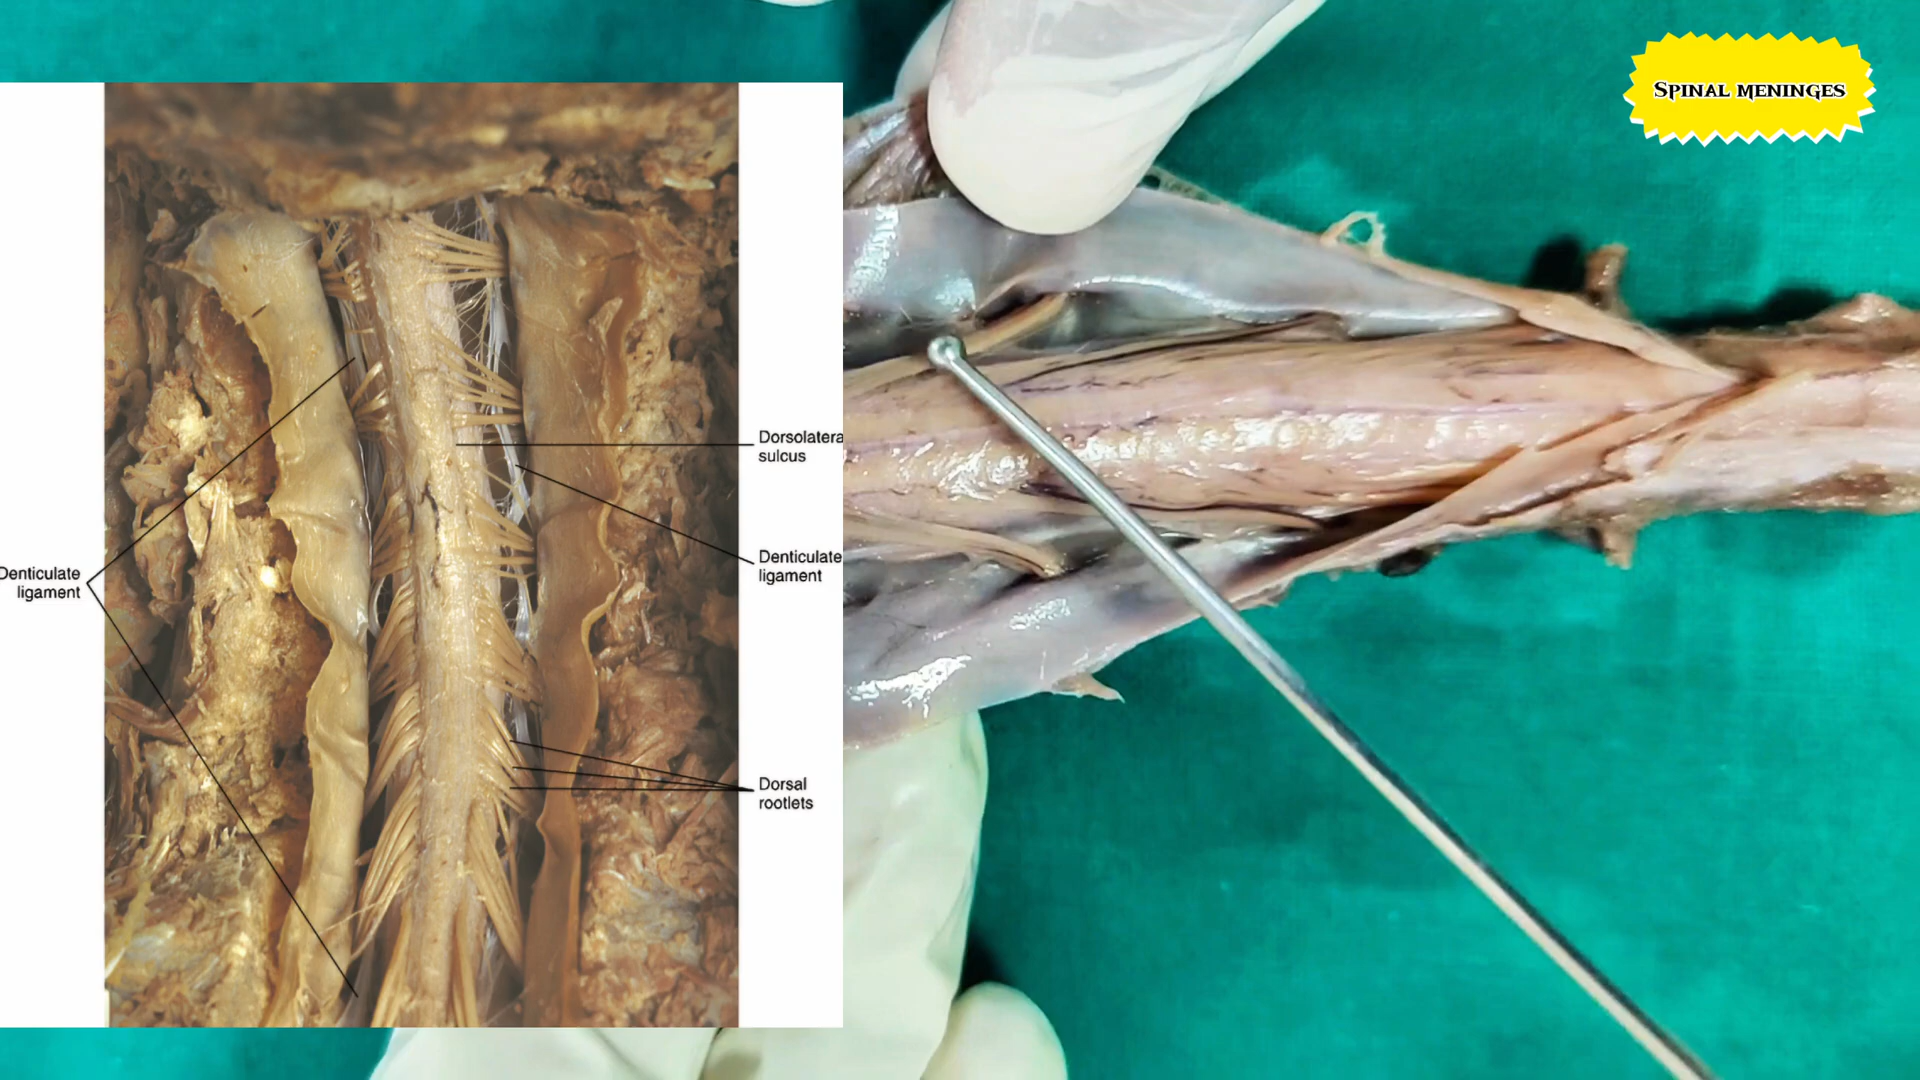 SPINAL MENINGES
Dorsolatera
sulcus
Denticulate
ligament
Denticulate
ligament
Dorsal
rootlets